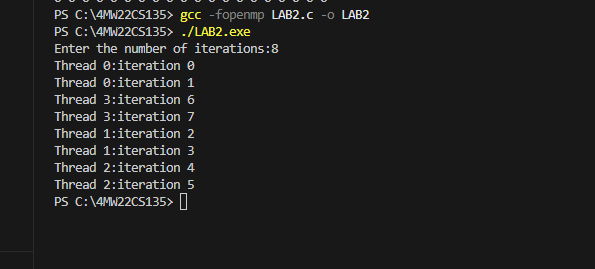 PS C:\4MW22CS135> gcc -fopenmp LAB2.c -o LAB2
PS C:\4MW22CS135> ./LAB2.exe
Enter the number of iterations:8
Thread 0:iteration 0
Thread 0:iteration 1
Thread 3:iteration 6
Thread 3:iteration 7
Thread 1:iteration 2
Thread 1:iteration 3
Thread 2:iteration 4
Thread 2:iteration 5
PS C:\4MW22CS135>